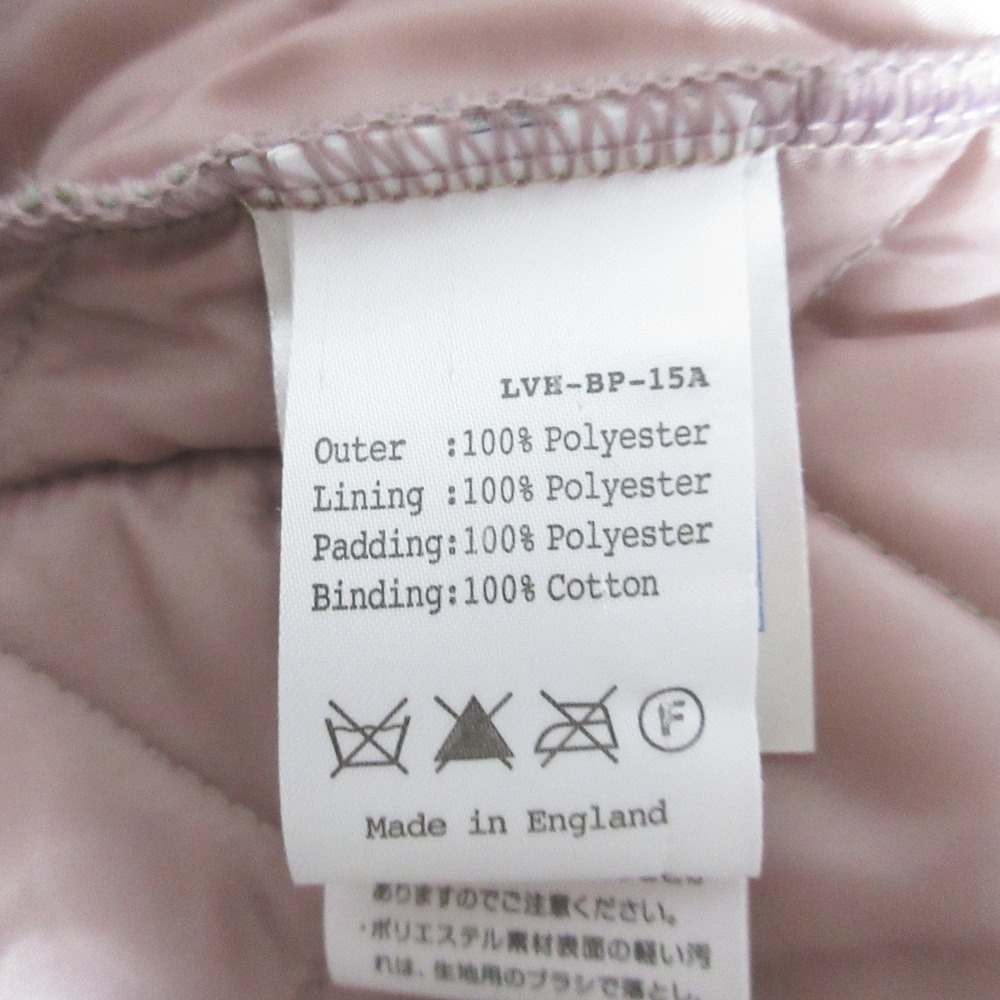 LVH-BP-15A
Outer :100% Polyester
Lining :100% Polyester
Padding:100% Polyester
Binding:100% Cotton
F
Made in England
ありますのでご注意ください。
・ポリエステル素材表面の軽い汚
れは、生地用のブラシで落とし、